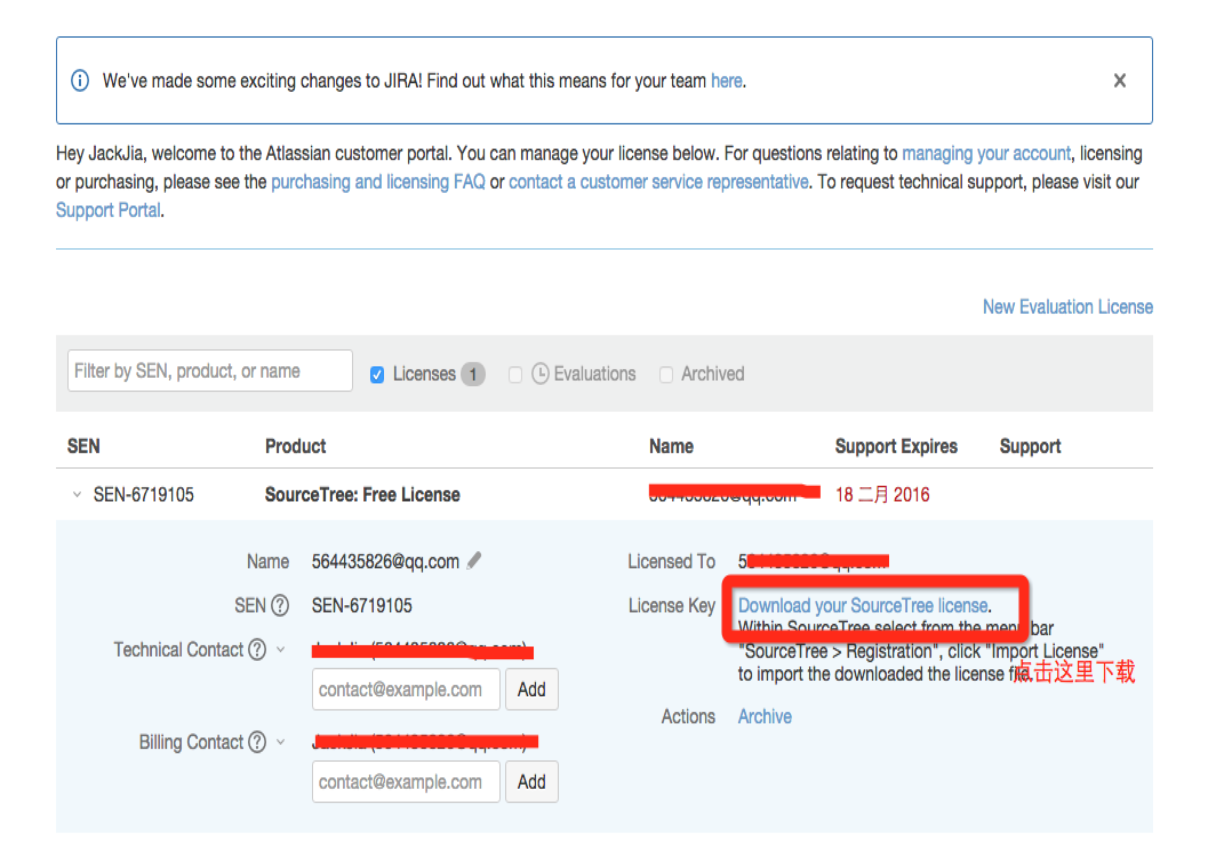 We've made some exciting changes to JIRA! Find out what this means for your team here.
Hey JackJia, welcome to the Atlassian customer portal. You can manage your license below. For questions relating to managing your account, licensing
or purchasing, please see the purchasing and licensing FAQ or contact a customer service representative. To request technical support, please visit our
Support Portal.
New Evaluation License
Filter by SEN, product, or name
Licenses 1 Evaluations Archived
SEN Product Name Support Expires Support
SEN-6719105 SourceTree: Free License 18 二月 2016
Name 564435826@qq.com Licensed To
SEN ? SEN-6719105 License Key Download your SourceTree license.
Within SourceTree select from the menu bar
Technical Contact ? "SourceTree > Registration", click "Import License"
to import the downloaded the license file.
点击这里下载
contact@example.com Add
Actions Archive
Billing Contact ?
contact@example.com Add